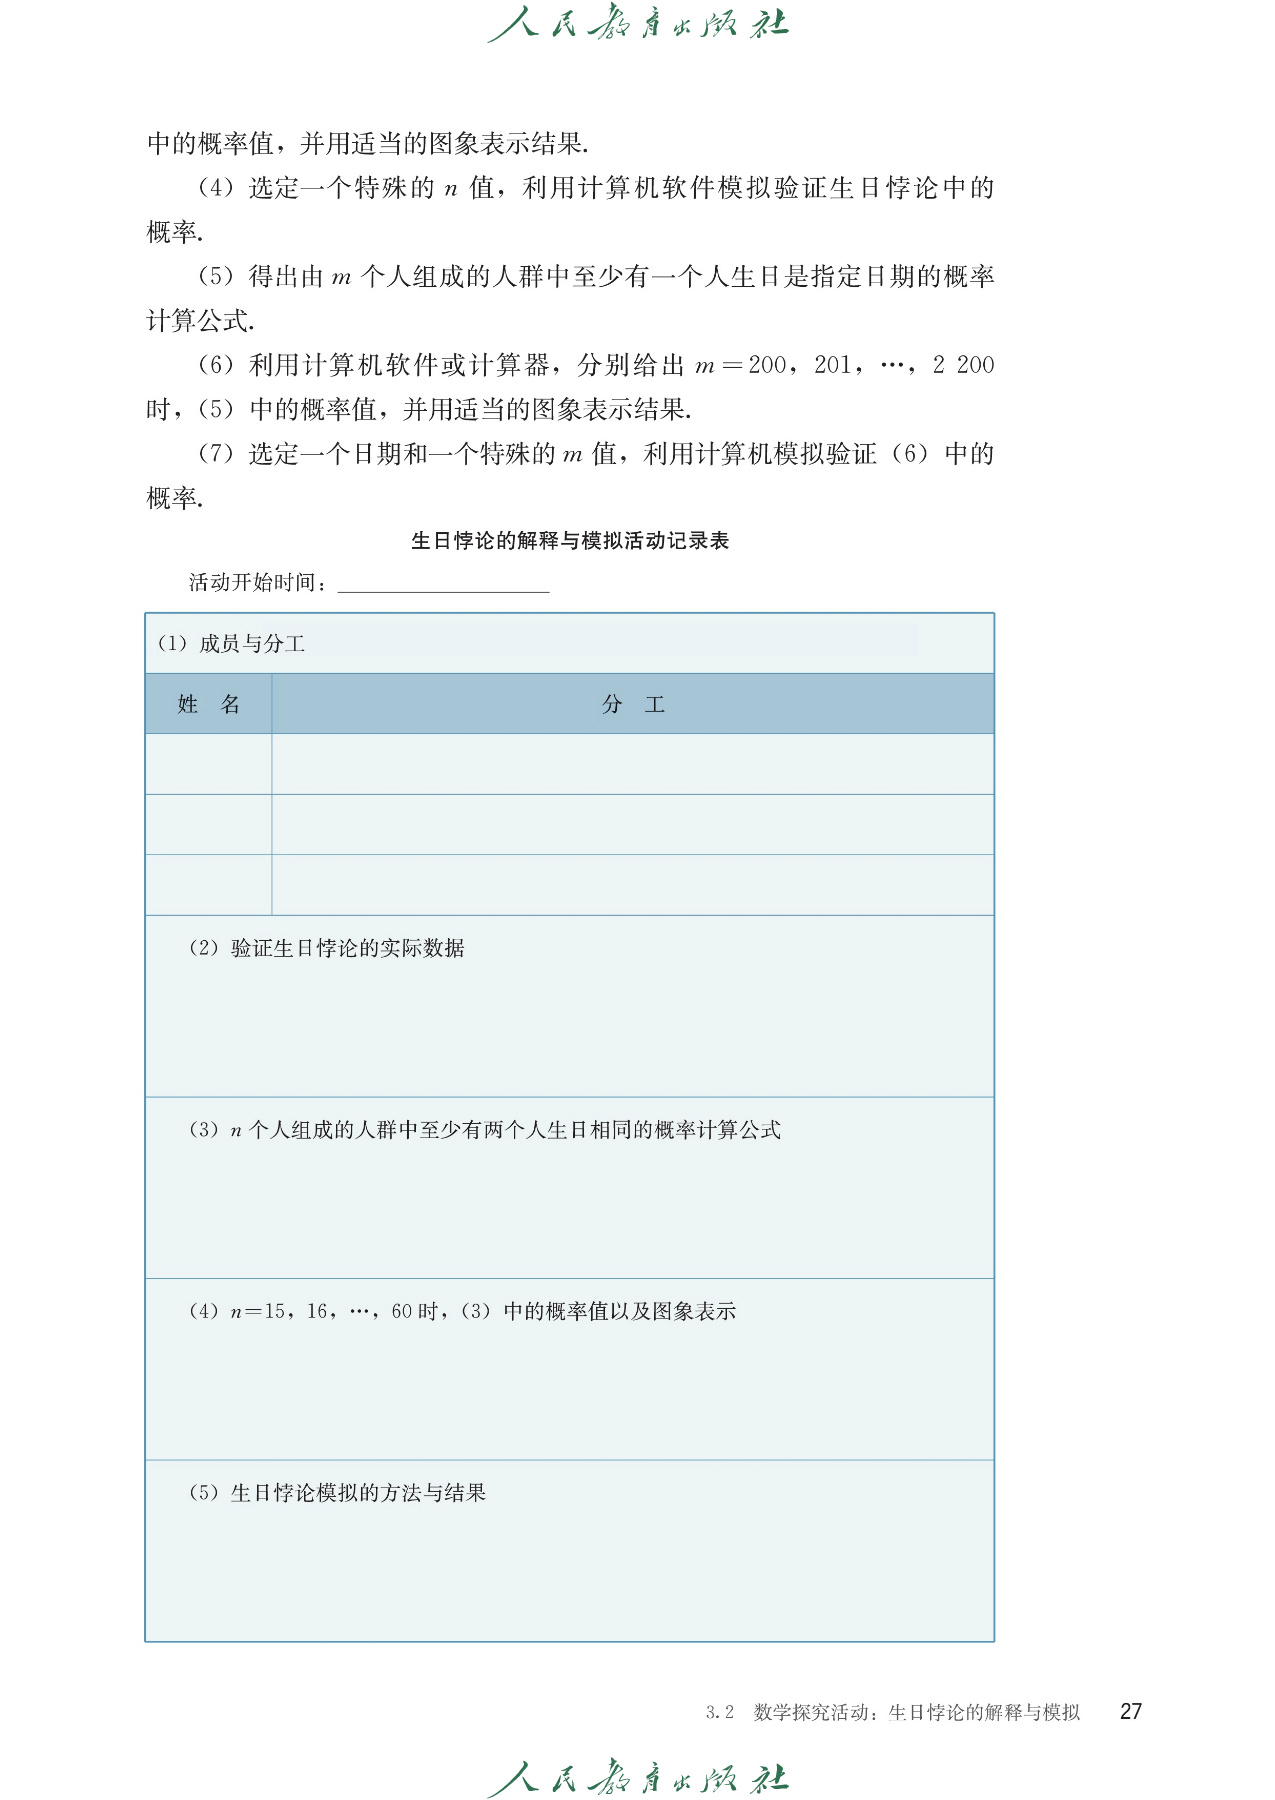 人民教育出版社
中的概率值，并用适当的图象表示结果.
（4）选定一个特殊的 n 值，利用计算机软件模拟验证生日悖论中的
概率.
（5）得出由 m 个人组成的人群中至少有一个人生日是指定日期的概率
计算公式.
（6）利用计算机软件或计算器，分别给出 m＝200，201，…，2 200
时，（5）中的概率值，并用适当的图象表示结果.
（7）选定一个日期和一个特殊的 m 值，利用计算机模拟验证（6）中的
概率.
生日悖论的解释与模拟活动记录表
活动开始时间：
（1）成员与分工
姓 名 分 工
（2）验证生日悖论的实际数据
（3）n 个人组成的人群中至少有两个人生日相同的概率计算公式
（4）n＝15，16，…，60 时，（3）中的概率值以及图象表示
（5）生日悖论模拟的方法与结果
3.2 数学探究活动：生日悖论的解释与模拟 27
人民教育出版社